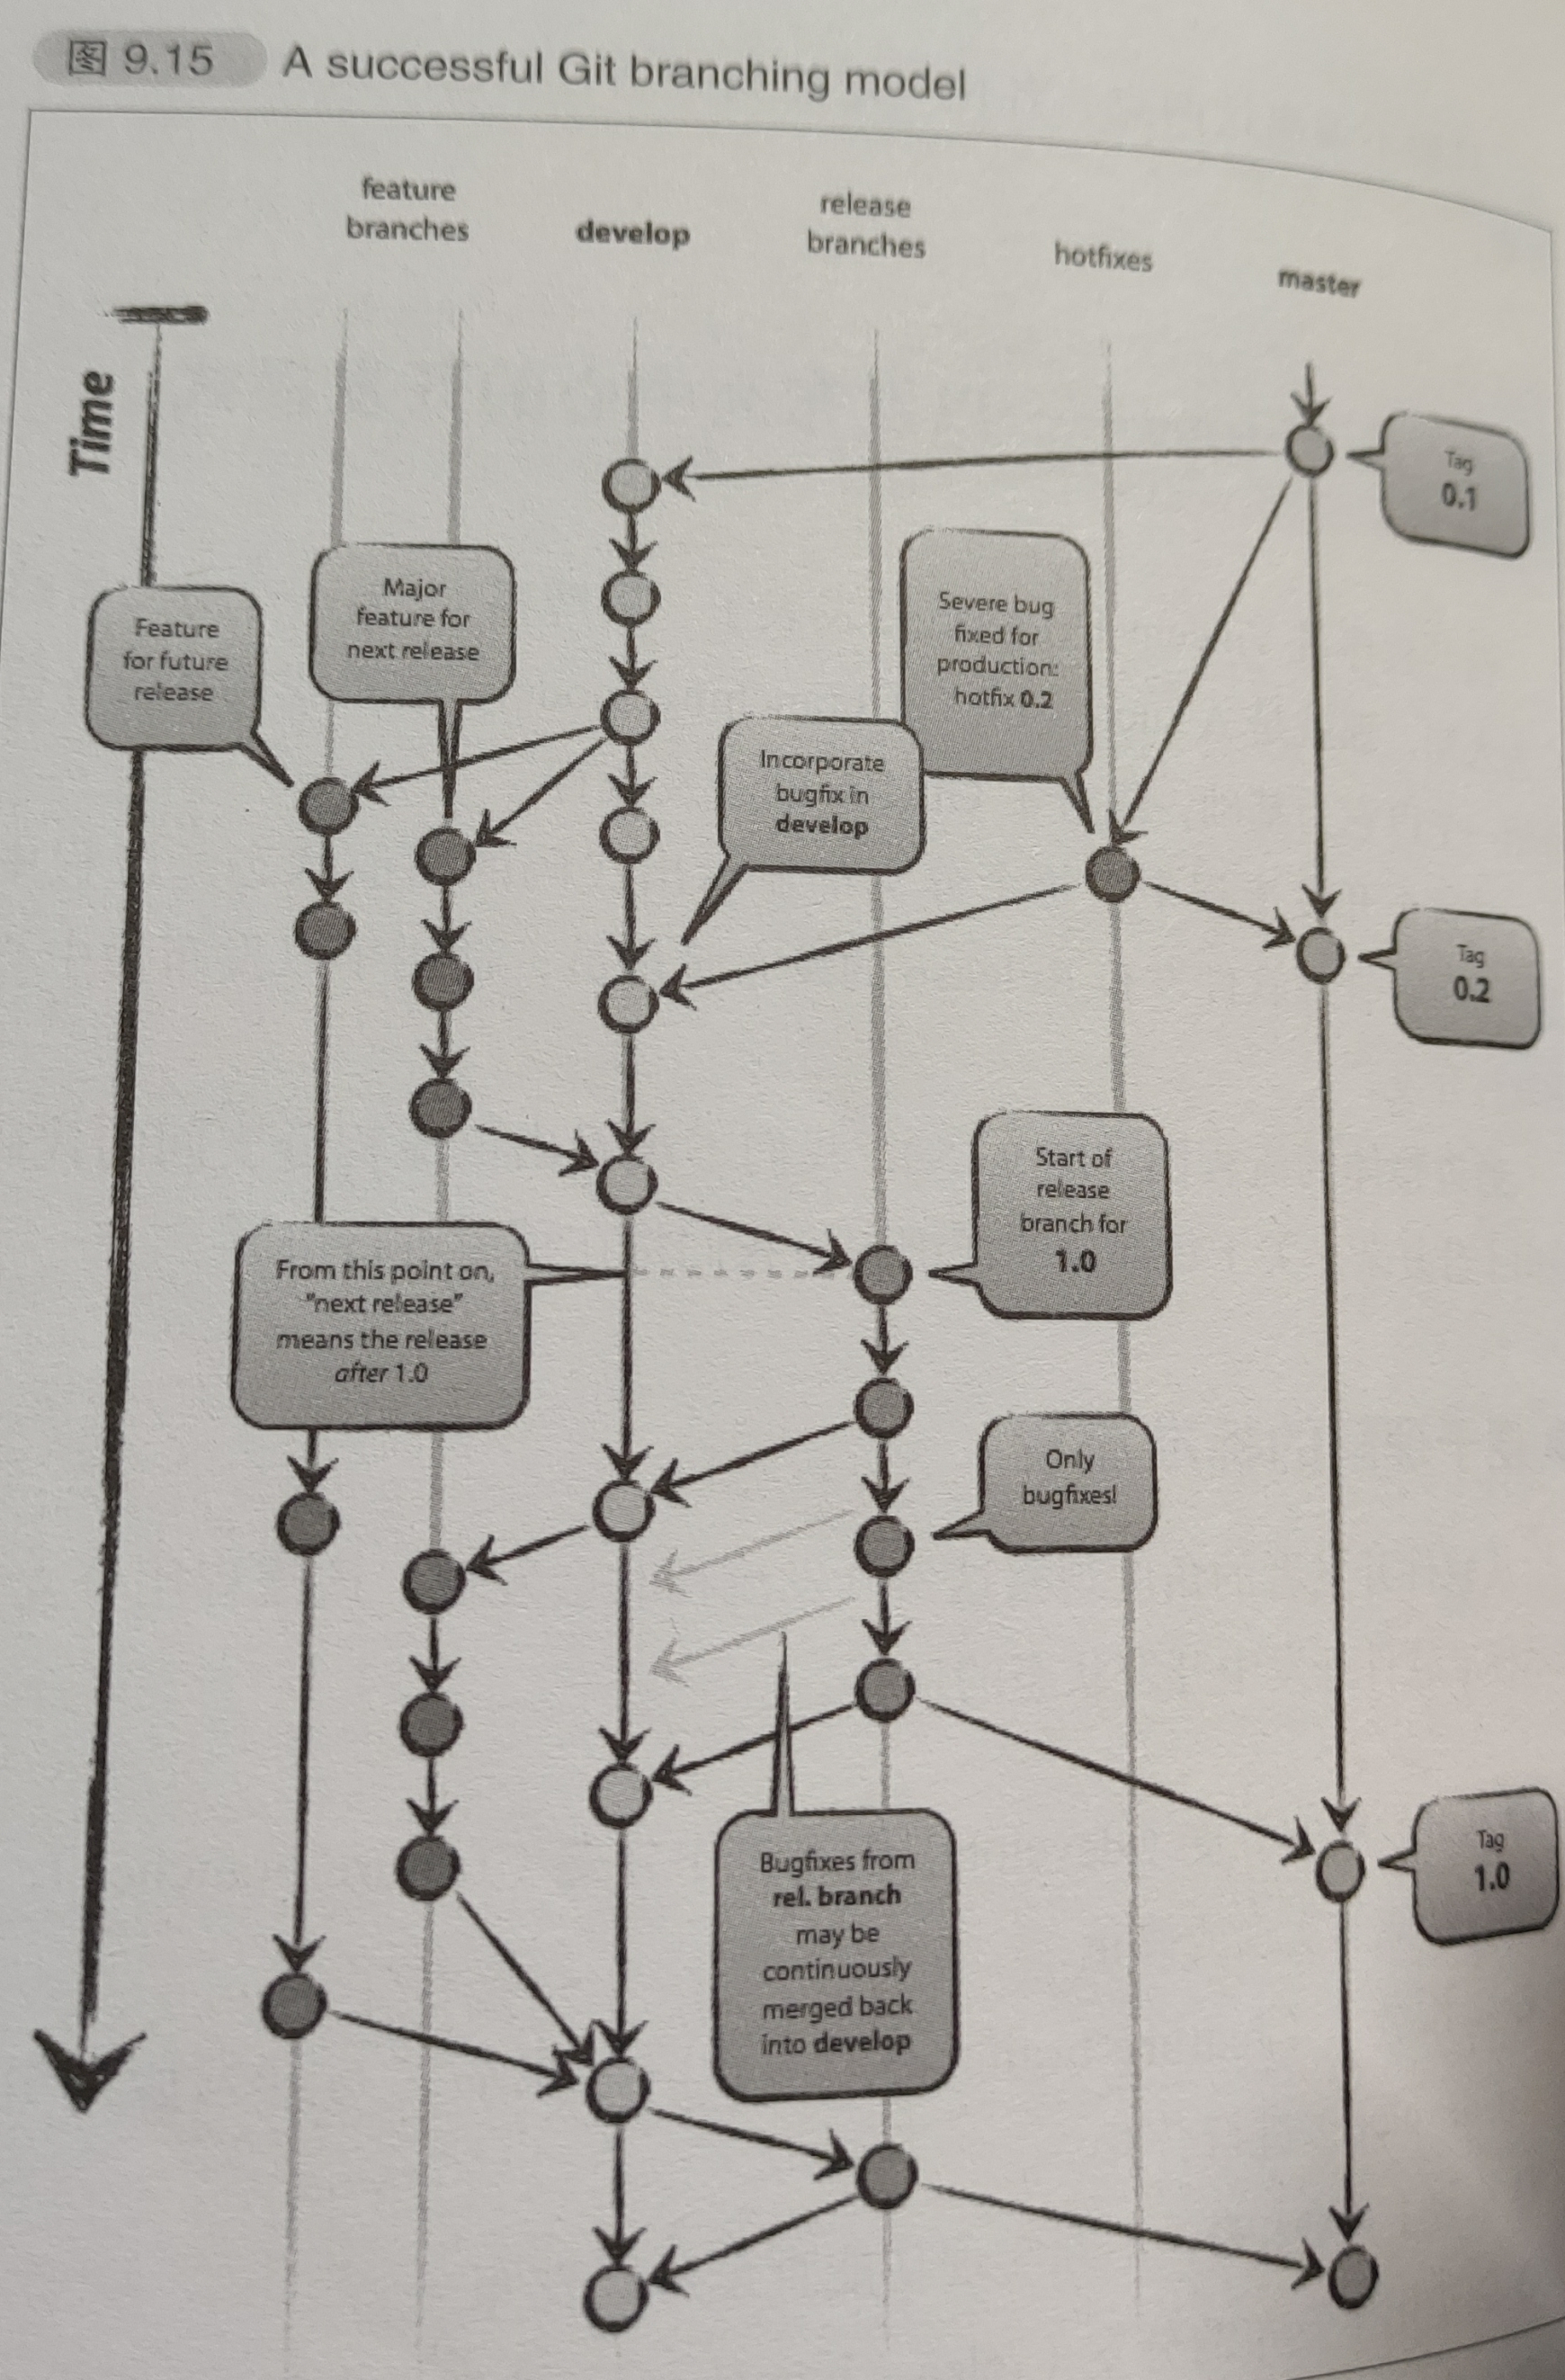 図 9.15 A successful Git branching model
feature
branches
develop
release
branches
hotfixes
master
Time
Tag
0.1
Feature
for future
release
Major
feature for
next release
Severe bug
fixed for
production:
hotfix 0.2
Incorporate
bugfix in
develop
Tag
0.2
Start of
release
branch for
1.0
From this point on,
"next release"
means the release
after 1.0
Only
bugfixes!
Bugfixes from
rel. branch
may be
continuously
merged back
into develop
Tag
1.0